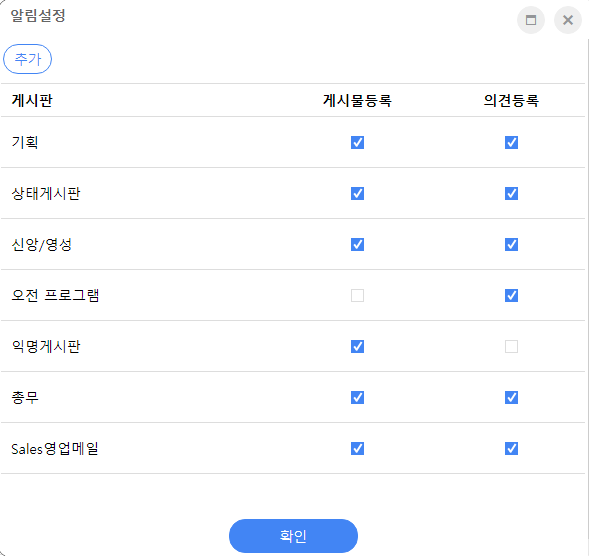 알림설정
추가
게시판 게시물등록 의견등록
기획
상태게시판
신앙/영성
오전 프로그램
익명게시판
총무
Sales영업메일
확인